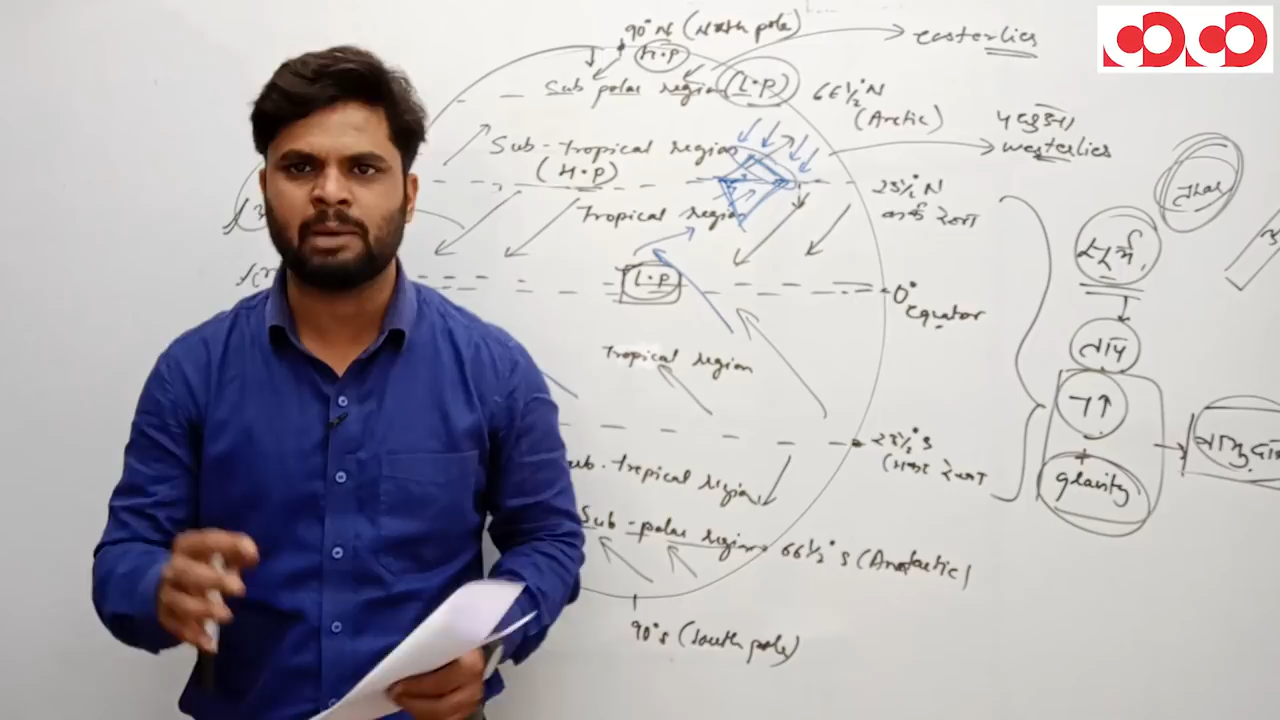 90° N (North pole)
H.P
easterlies
Sub polar region (L.P)
66½° N
(Arctic)
Sub-tropical region
(H.P)
westerlies
23½° N
कर्क रेखा
Tropical region
L.P
0°
Equator
Tropical region
23½° S
(मकर रेखा
Sub-tropical region
Sub-polar region 66½° S (Antarctic)
90° S (South pole)
Thar
ताप
↑
+
gravity